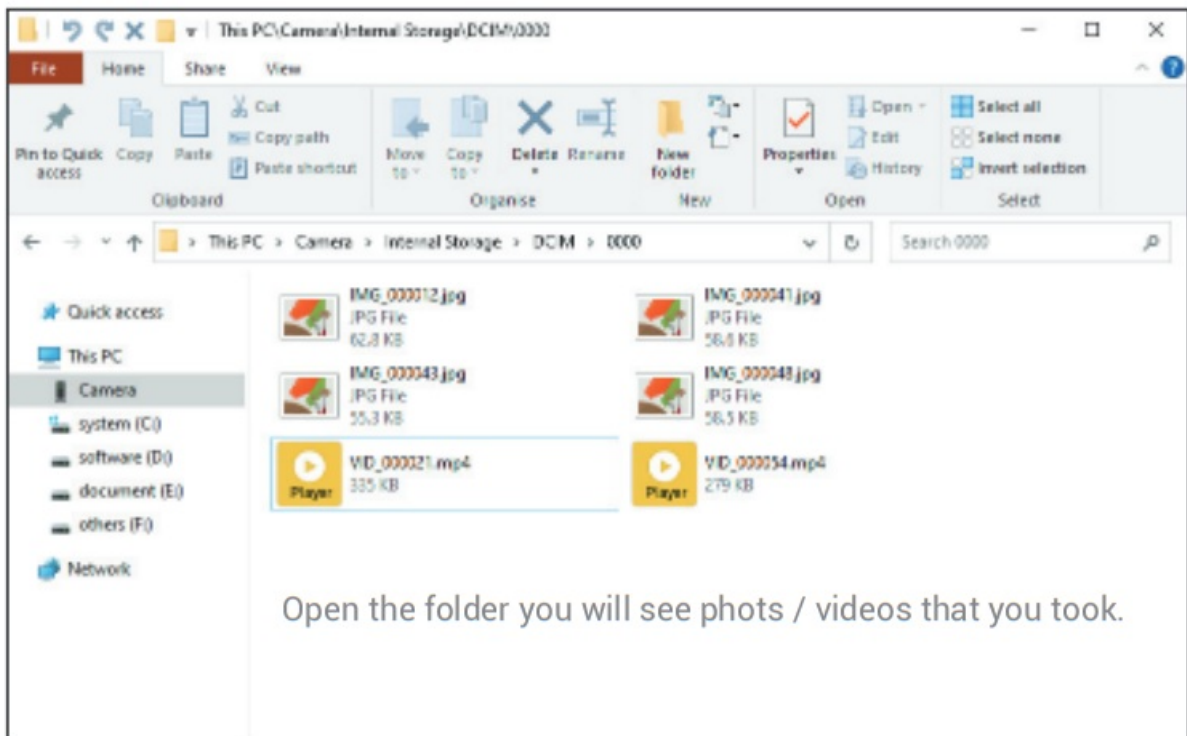 This PC\Camera\Internal Storage\DCIM\0000
File Home Share View
Pin to Quick access
Copy
Paste
Cut
Copy path
Paste shortcut
Clipboard
Move to
Copy to
Delete
Rename
Organise
New folder
New
Properties
Open
Edit
History
Open
Select all
Select none
Invert selection
Select
This PC > Camera > Internal Storage > DCIM > 0000
Search 0000
Quick access
This PC
Camera
system (C:)
software (D:)
document (E:)
others (F:)
Network
IMG_000012.jpg
JPG File
62.8 KB
IMG_000041.jpg
JPG File
58.6 KB
IMG_000043.jpg
JPG File
55.3 KB
IMG_000048.jpg
JPG File
58.5 KB
Player
VID_000021.mp4
335 KB
Player
VID_000054.mp4
279 KB
Open the folder you will see phots / videos that you took.